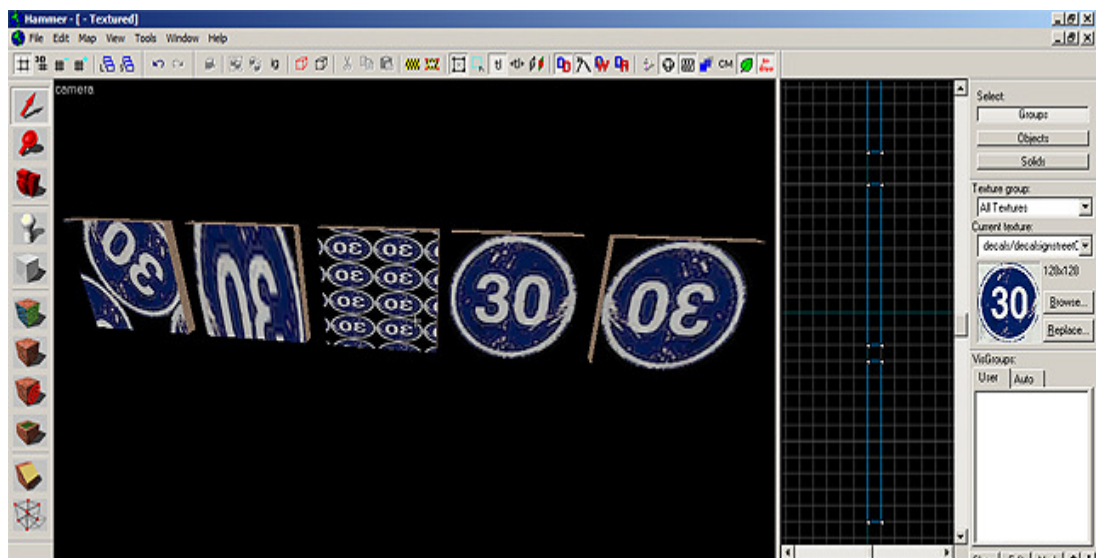 Hammer - [ - Textured]
File Edit Map View Tools Window Help
CM
camera
Select:
Groups
Objects
Solids
Texture group:
All Textures
Current texture:
decals/decalsignstreet
128x128
Browse...
Replace...
VisGroups:
User Auto
30
30
30
30
30
30